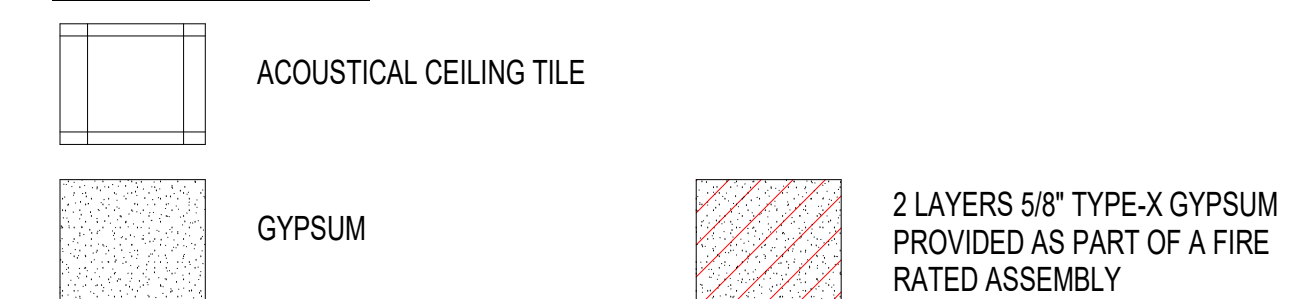 ACOUSTICAL CEILING TILE
GYPSUM
2 LAYERS 5/8" TYPE-X GYPSUM
PROVIDED AS PART OF A FIRE
RATED ASSEMBLY